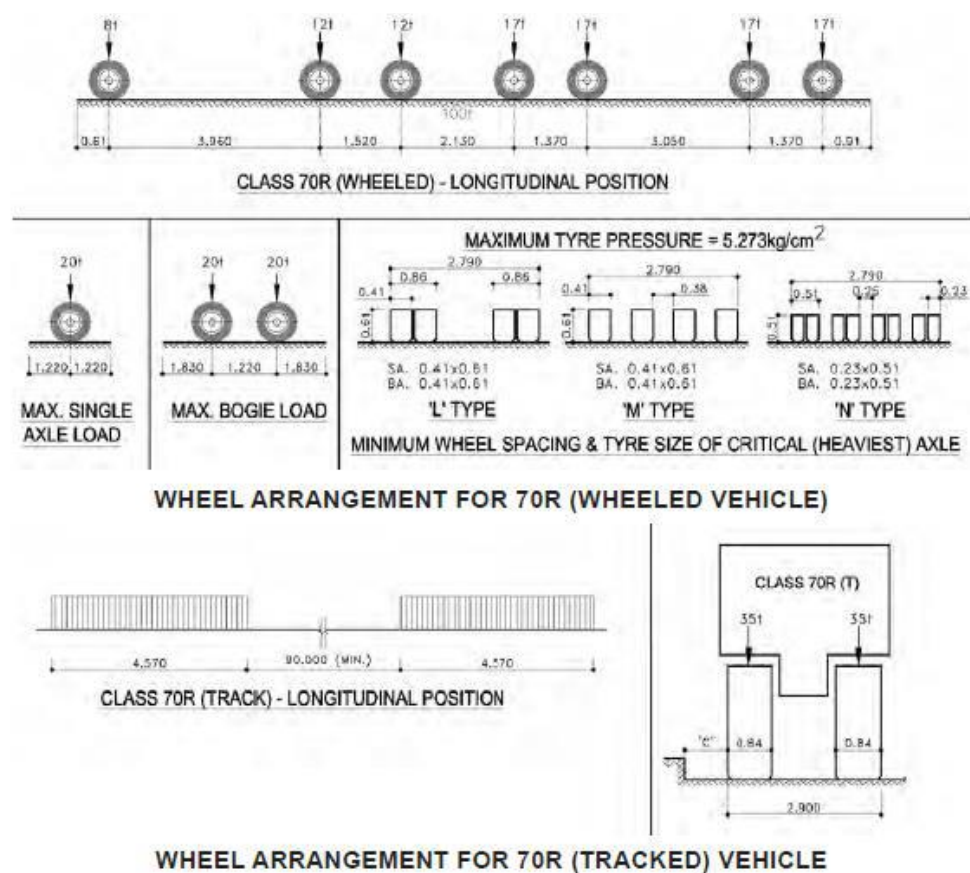 8t 12t 12t 17t 17t 17t 17t
100t
0.61 3.960 1.520 2.130 1.370 3.050 1.370 0.91
CLASS 70R (WHEELED) - LONGITUDINAL POSITION
20t
1.220 1.220
MAX. SINGLE
AXLE LOAD
20t 20t
1.830 1.220 1.830
MAX. BOGIE LOAD
MAXIMUM TYRE PRESSURE = 5.273kg/cm2
2.790
0.86 0.86
0.41
0.61
SA. 0.41x0.61
BA. 0.41x0.61
'L' TYPE
2.790
0.41 0.38
0.61
SA. 0.41x0.61
BA. 0.41x0.61
'M' TYPE
2.790
0.51 0.25 0.23
0.51
SA. 0.23x0.51
BA. 0.23x0.51
'N' TYPE
MINIMUM WHEEL SPACING & TYRE SIZE OF CRITICAL (HEAVIEST) AXLE
WHEEL ARRANGEMENT FOR 70R (WHEELED VEHICLE)
4.570 90.000 (MIN.) 4.570
CLASS 70R (TRACK) - LONGITUDINAL POSITION
CLASS 70R (T)
35t 35t
'C' 0.84 0.84
2.900
WHEEL ARRANGEMENT FOR 70R (TRACKED) VEHICLE